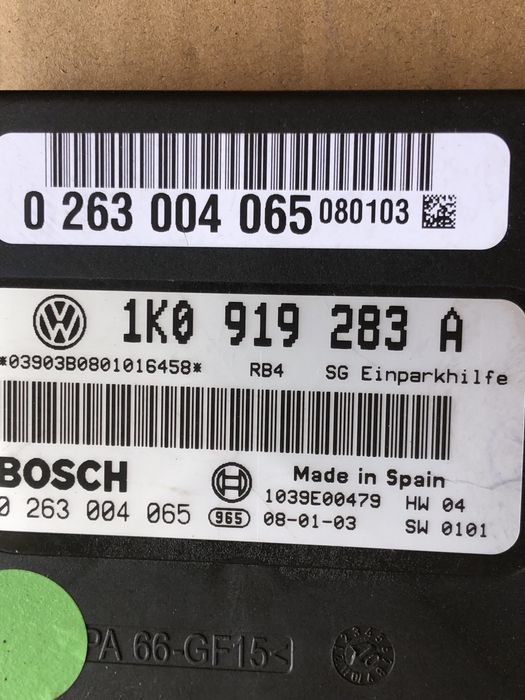 0 263 004 065 080103
1K0 919 283 A
*03903B0801016458* RB4 SG Einparkhilfe
BOSCH Made in Spain
1039E00479 HW 04
0 263 004 065 965 08-01-03 SW 0101
PA 66-GF15<